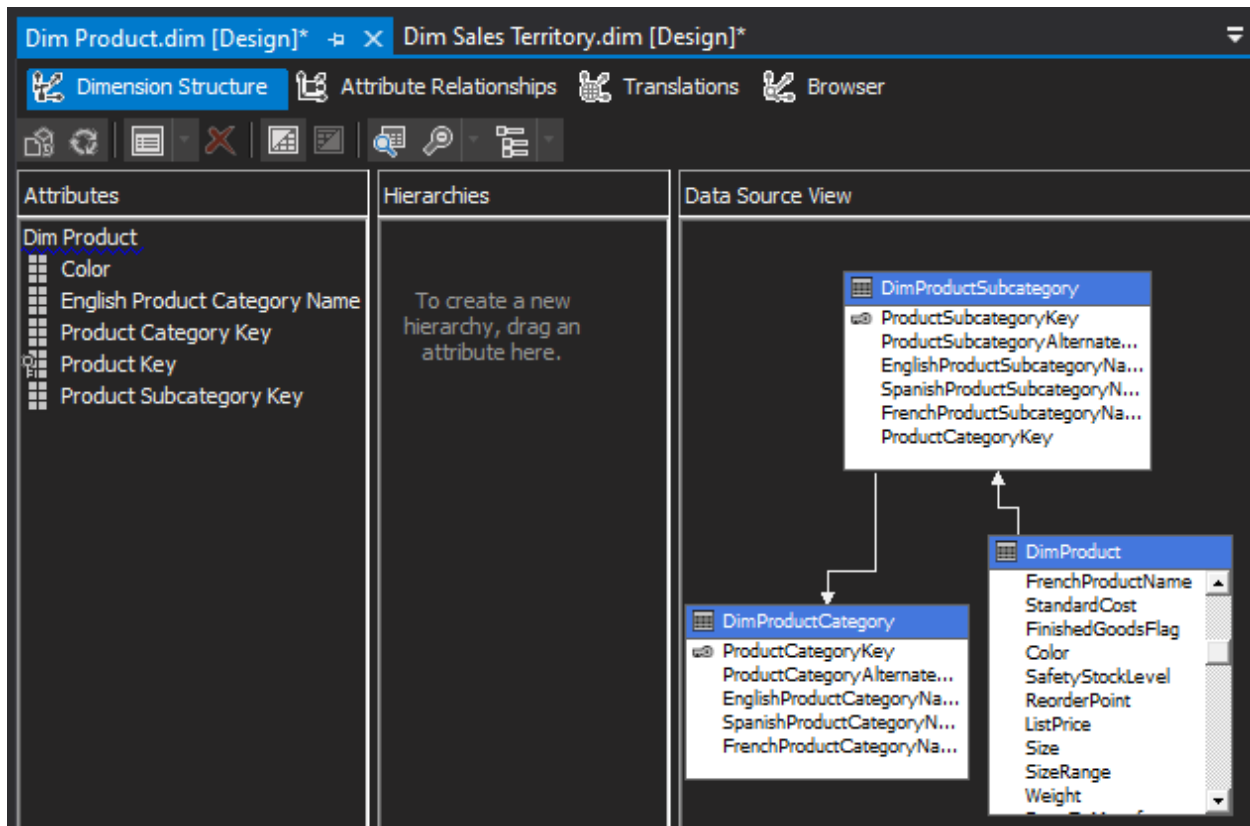 Dim Product.dim [Design]* Dim Sales Territory.dim [Design]*
Dimension Structure Attribute Relationships Translations Browser
Attributes
Dim Product
Color
English Product Category Name
Product Category Key
Product Key
Product Subcategory Key
Hierarchies
To create a new
hierarchy, drag an
attribute here.
Data Source View
DimProductSubcategory
ProductSubcategoryKey
ProductSubcategoryAlternate...
EnglishProductSubcategoryNa...
SpanishProductSubcategoryN...
FrenchProductSubcategoryNa...
ProductCategoryKey
DimProductCategory
ProductCategoryKey
ProductCategoryAlternate...
EnglishProductCategoryNa...
SpanishProductCategoryN...
FrenchProductCategoryNa...
DimProduct
FrenchProductName
StandardCost
FinishedGoodsFlag
Color
SafetyStockLevel
ReorderPoint
ListPrice
Size
SizeRange
Weight